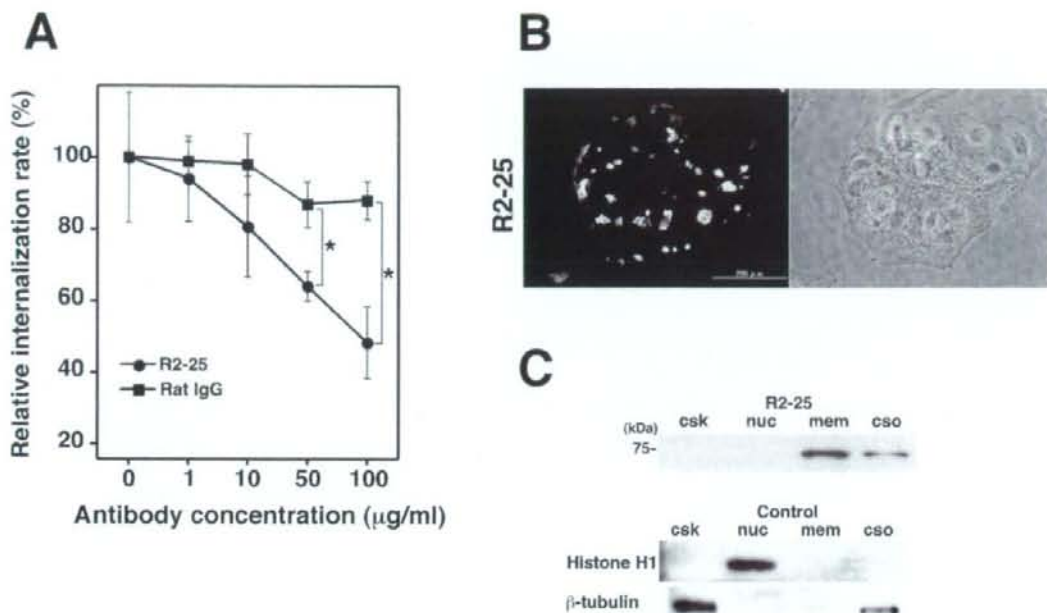 A
Relative internalization rate (%)
100
80
60
40
20
R2-25
Rat IgG
*
*
0 1 10 50 100
Antibody concentration (μg/ml)
B
R2-25
C
R2-25
csk nuc mem cso
(kDa)
75-
Control
csk nuc mem cso
Histone H1
β-tubulin